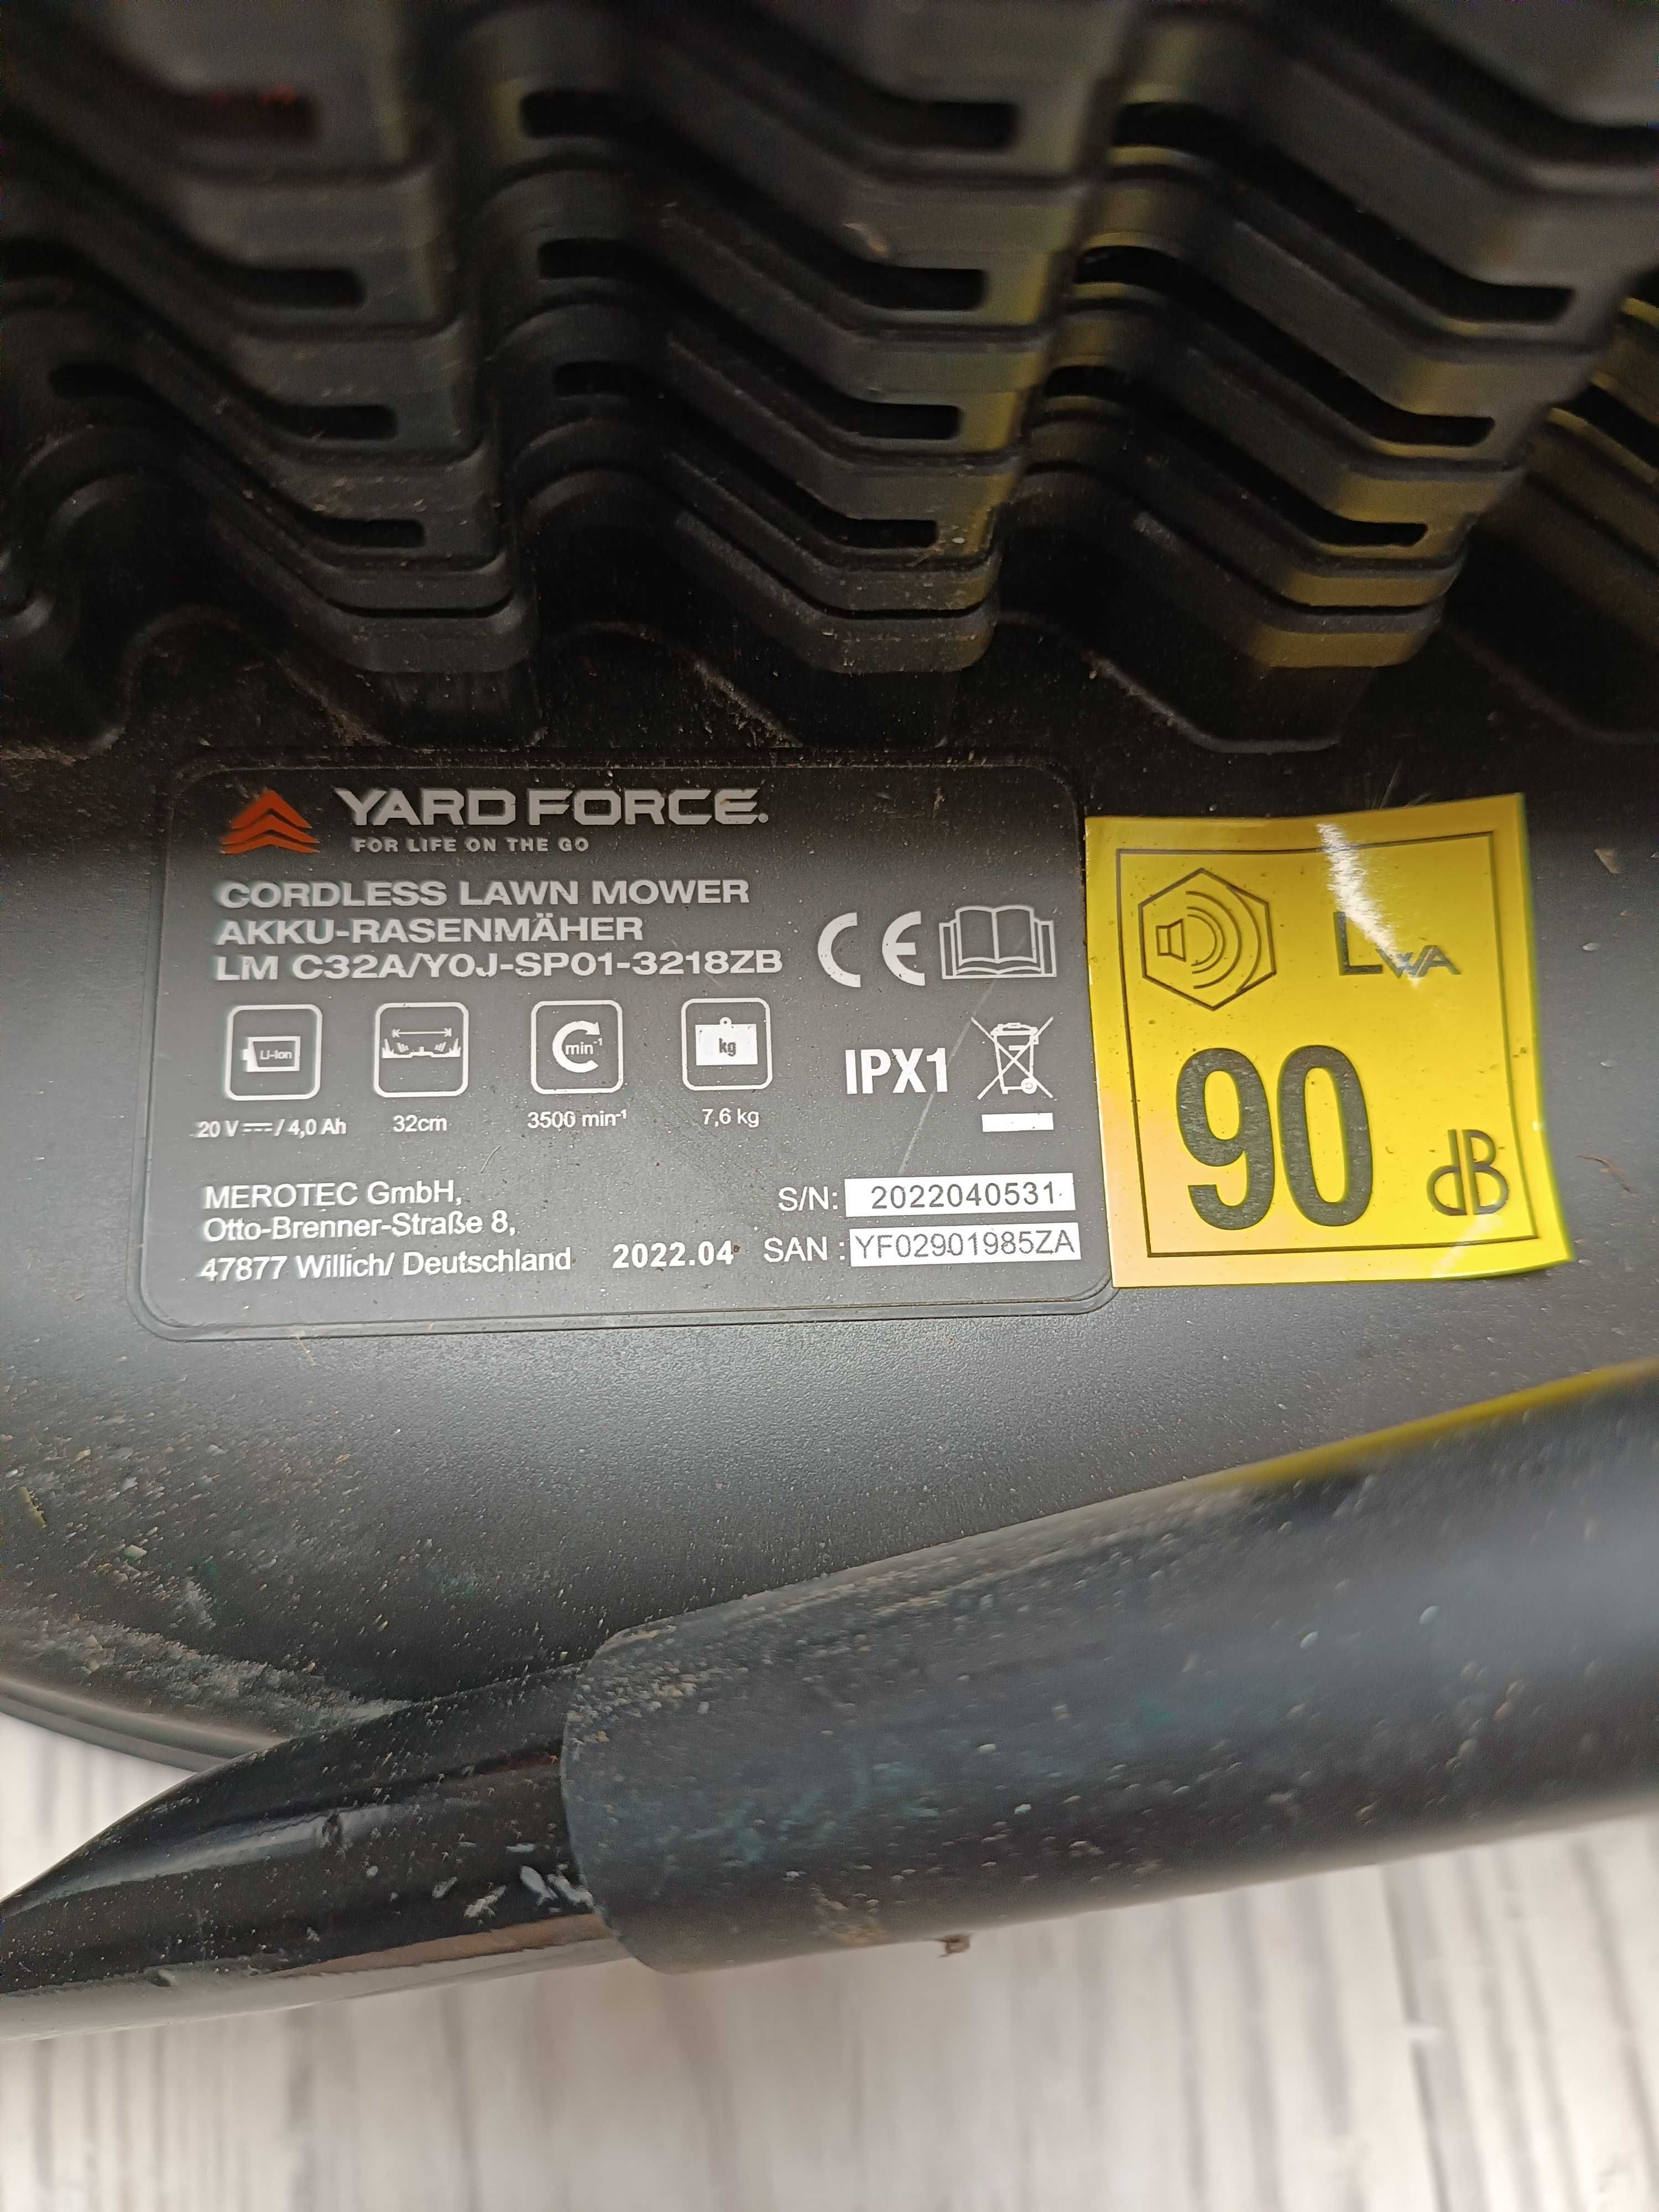 YARD FORCE.
FOR LIFE ON THE GO
CORDLESS LAWN MOWER
AKKU-RASENMÄHER
LM C32A/Y0J-SP01-3218ZB
CE
Li-Ion
min⁻¹
kg
IPX1
20 V ⎓ / 4,0 Ah
32cm
3500 min⁻¹
7,6 kg
MEROTEC GmbH,
Otto-Brenner-Straße 8,
47877 Willich/ Deutschland
2022.04
S/N: 2022040531
SAN : YF02901985ZA
LWA
90 dB